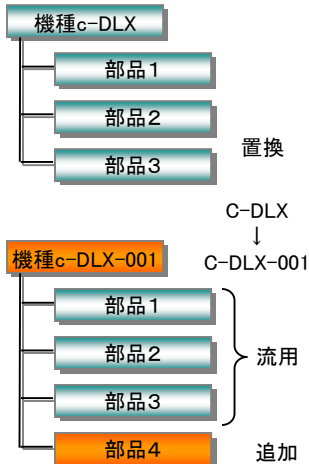 機種c-DLX
部品1
部品2
部品3
置換
C-DLX
↓
C-DLX-001
機種c-DLX-001
部品1
部品2
部品3
流用
部品4
追加